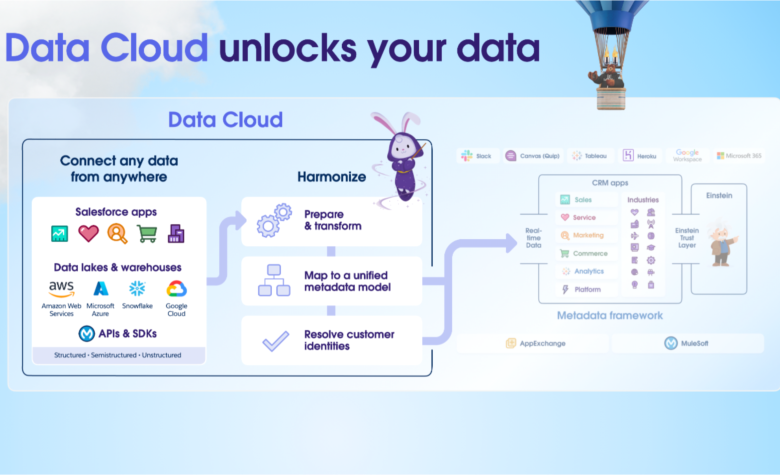 Data Cloud unlocks your data
Data Cloud
Connect any data
from anywhere
Salesforce apps
Data lakes & warehouses
aws
Amazon Web
Services
Microsoft
Azure
Snowflake
Google
Cloud
APIs & SDKs
Structured • Semistructured • Unstructured
Harmonize
Prepare
& transform
Map to a unified
metadata model
Resolve customer
identities
Slack
Canvas (Quip)
Tableau
Heroku
Google
Workspace
Microsoft 365
Real-
time
Data
CRM apps
Sales
Service
Marketing
Commerce
Analytics
Platform
Industries
Einstein
Trust
Layer
Einstein
Metadata framework
AppExchange
MuleSoft